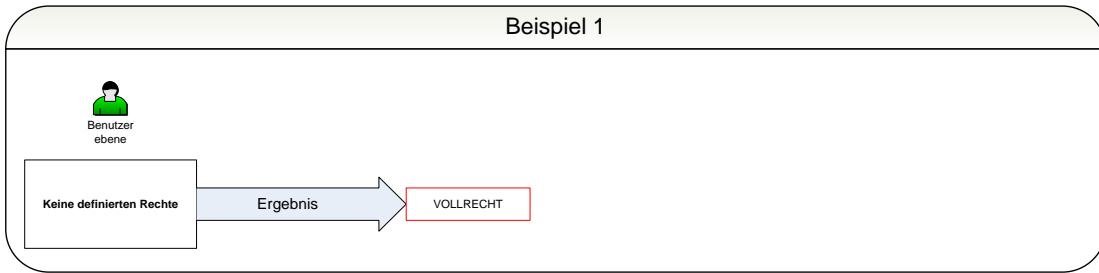 Beispiel 1
Benutzer
ebene
Keine definierten Rechte
Ergebnis
VOLLRECHT